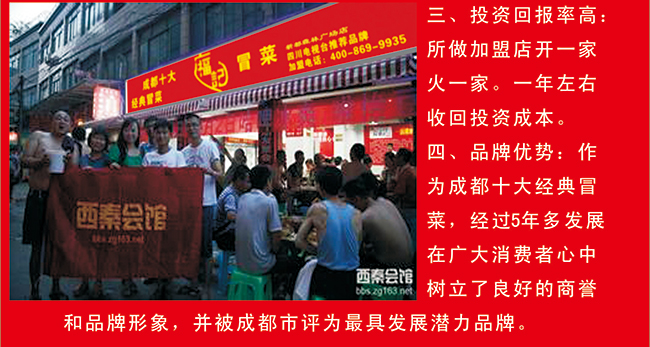 三、投资回报率高：
所做加盟店开一家
火一家。一年左右
收回投资成本。
四、品牌优势：作
为成都十大经典冒
菜，经过5年多发展
在广大消费者心中
树立了良好的商誉
和品牌形象，并被成都市评为最具发展潜力品牌。
成都十大
经典冒菜
福记
冒菜
广场店
四川电视台推荐品牌
加盟电话：400-869-9935
西秦会馆
bbs.zg163.net
西秦会馆
bbs.zg163.net